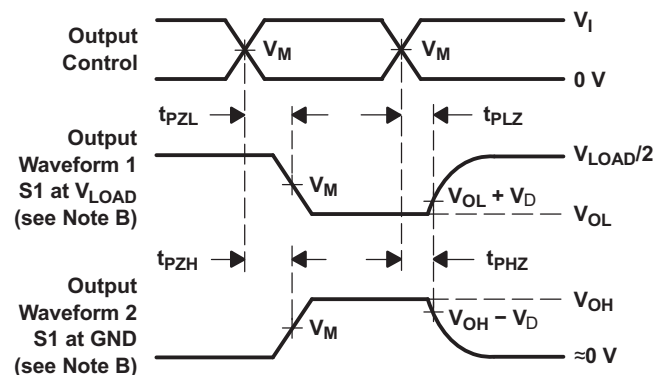 Output
Control
V_M
V_M
V_I
0 V
t_PZL
t_PLZ
Output
Waveform 1
S1 at V_LOAD
(see Note B)
V_M
V_LOAD/2
V_OL + V_D
V_OL
t_PZH
t_PHZ
Output
Waveform 2
S1 at GND
(see Note B)
V_M
V_OH
V_OH − V_D
≈0 V